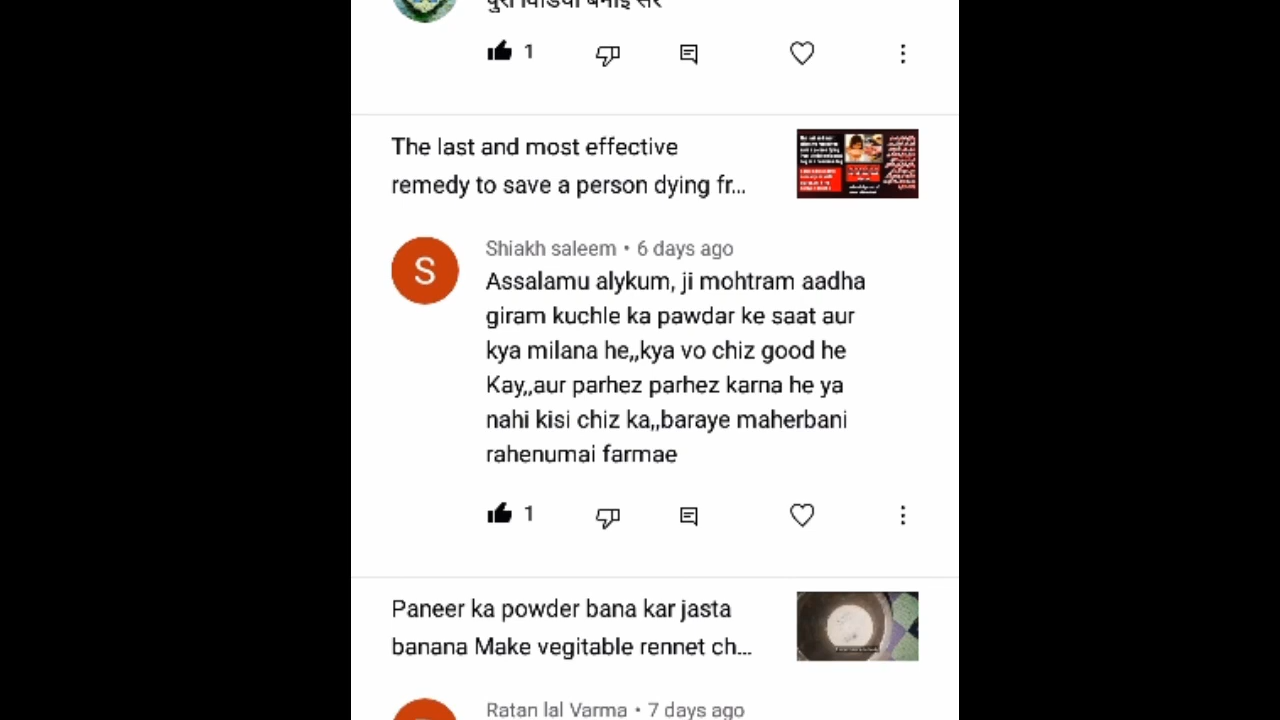 पुरा विडियो बनाई सर
1
The last and most effective
remedy to save a person dying fr...
Shiakh saleem • 6 days ago
S
Assalamu alykum, ji mohtram aadha
giram kuchle ka pawdar ke saat aur
kya milana he,,kya vo chiz good he
Kay,,aur parhez parhez karna he ya
nahi kisi chiz ka,,baraye maherbani
rahenumai farmae
1
Paneer ka powder bana kar jasta
banana Make vegitable rennet ch...
Ratan lal Varma • 7 days ago